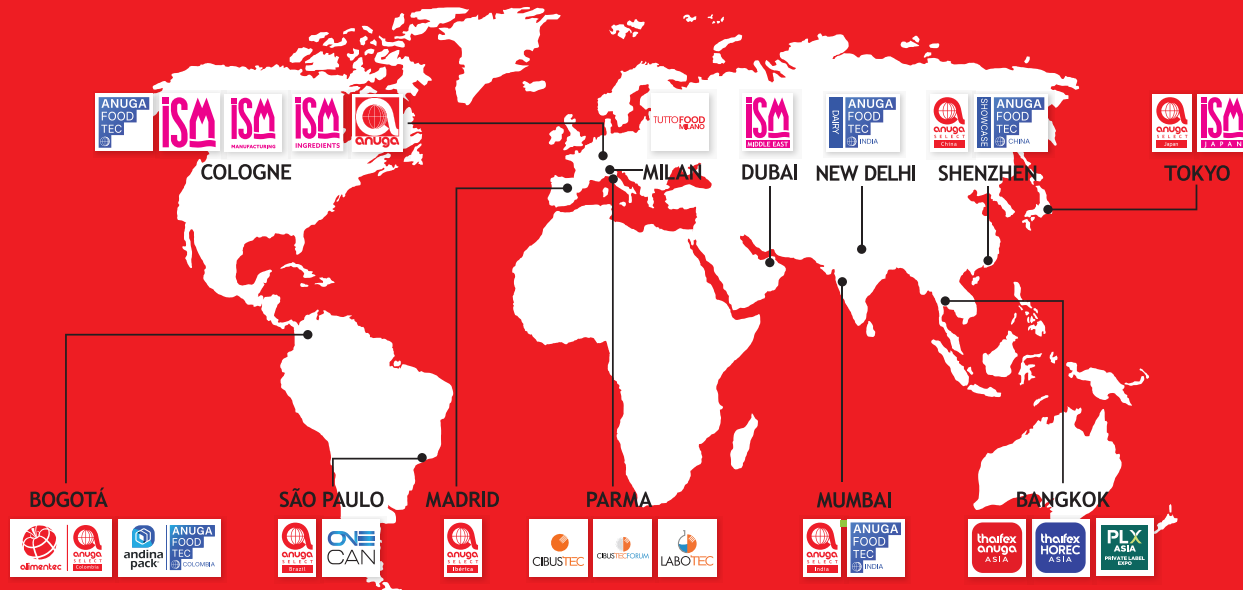 ANUGA
FOOD
TEC
ISM
ISM
MANUFACTURING
ISM
INGREDIENTS
anuga
COLOGNE
TUTTOFOOD
MILANO
MILAN
ISM
MIDDLE EAST
DUBAI
DAIRY
ANUGA
FOOD
TEC
INDIA
NEW DELHI
anuga
SELECT
China
SHOWCASE
ANUGA
FOOD
TEC
CHINA
SHENZHEN
anuga
SELECT
Japan
ISM
JAPAN
TOKYO
BOGOTÁ
alimentec
anuga
SELECT
Colombia
andina
pack
ANUGA
FOOD
TEC
COLOMBIA
SÃO PAULO
anuga
SELECT
Brazil
ONE
CAN
MADRID
anuga
SELECT
Ibérica
PARMA
CIBUSTEC
CIBUSTECFORUM
LABOTEC
MUMBAI
anuga
SELECT
India
ANUGA
FOOD
TEC
INDIA
BANGKOK
thaifex
anuga
ASIA
thaifex
HOREC
ASIA
PLX
ASIA
PRIVATE LABEL
EXPO